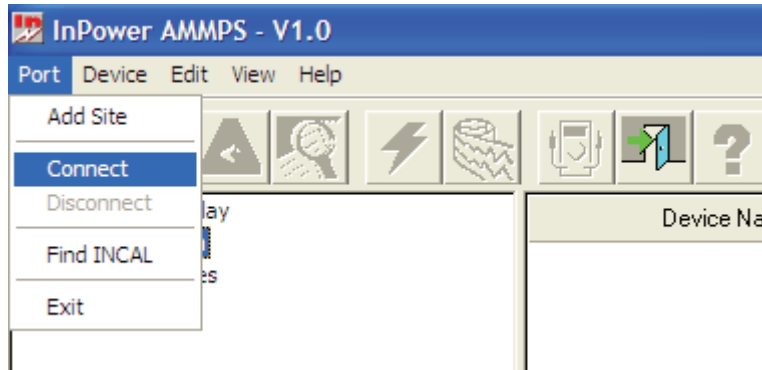 InPower AMMPS - V1.0
Port Device Edit View Help
Add Site
Connect
Disconnect
Find INCAL
Exit
Device Na